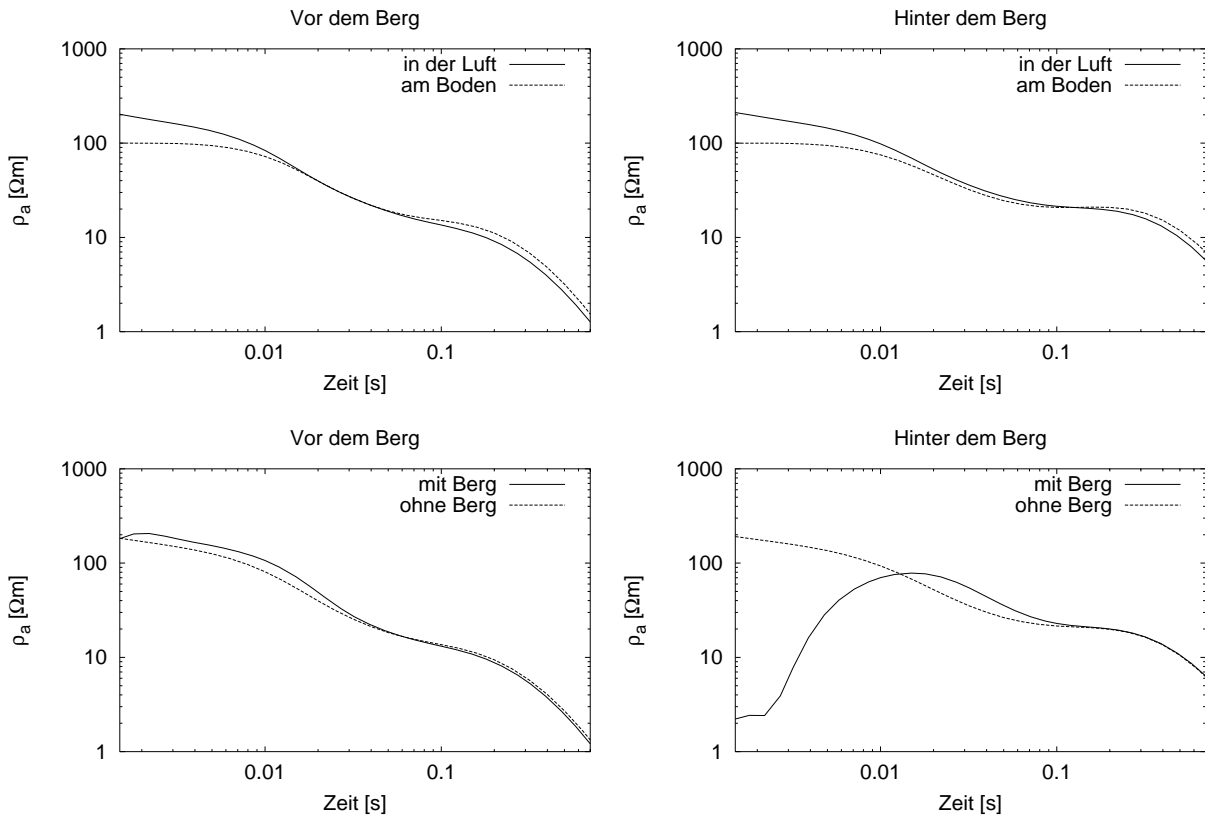 Vor dem Berg
1000
100
10
1
0.01
0.1
ρa [Ωm]
Zeit [s]
in der Luft
am Boden
Hinter dem Berg
1000
100
10
1
0.01
0.1
ρa [Ωm]
Zeit [s]
in der Luft
am Boden
Vor dem Berg
1000
100
10
1
0.01
0.1
ρa [Ωm]
Zeit [s]
mit Berg
ohne Berg
Hinter dem Berg
1000
100
10
1
0.01
0.1
ρa [Ωm]
Zeit [s]
mit Berg
ohne Berg